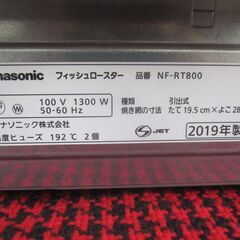 nasonic フィッシュロースター 品番 NF-RT800
100 V 1300 W
50-60 Hz
種類 引出式
焼き網の寸法 たて 19.5 cm×よこ 28
ナソニック株式会社
温度ヒューズ 192℃ 2個
JET
2019年製